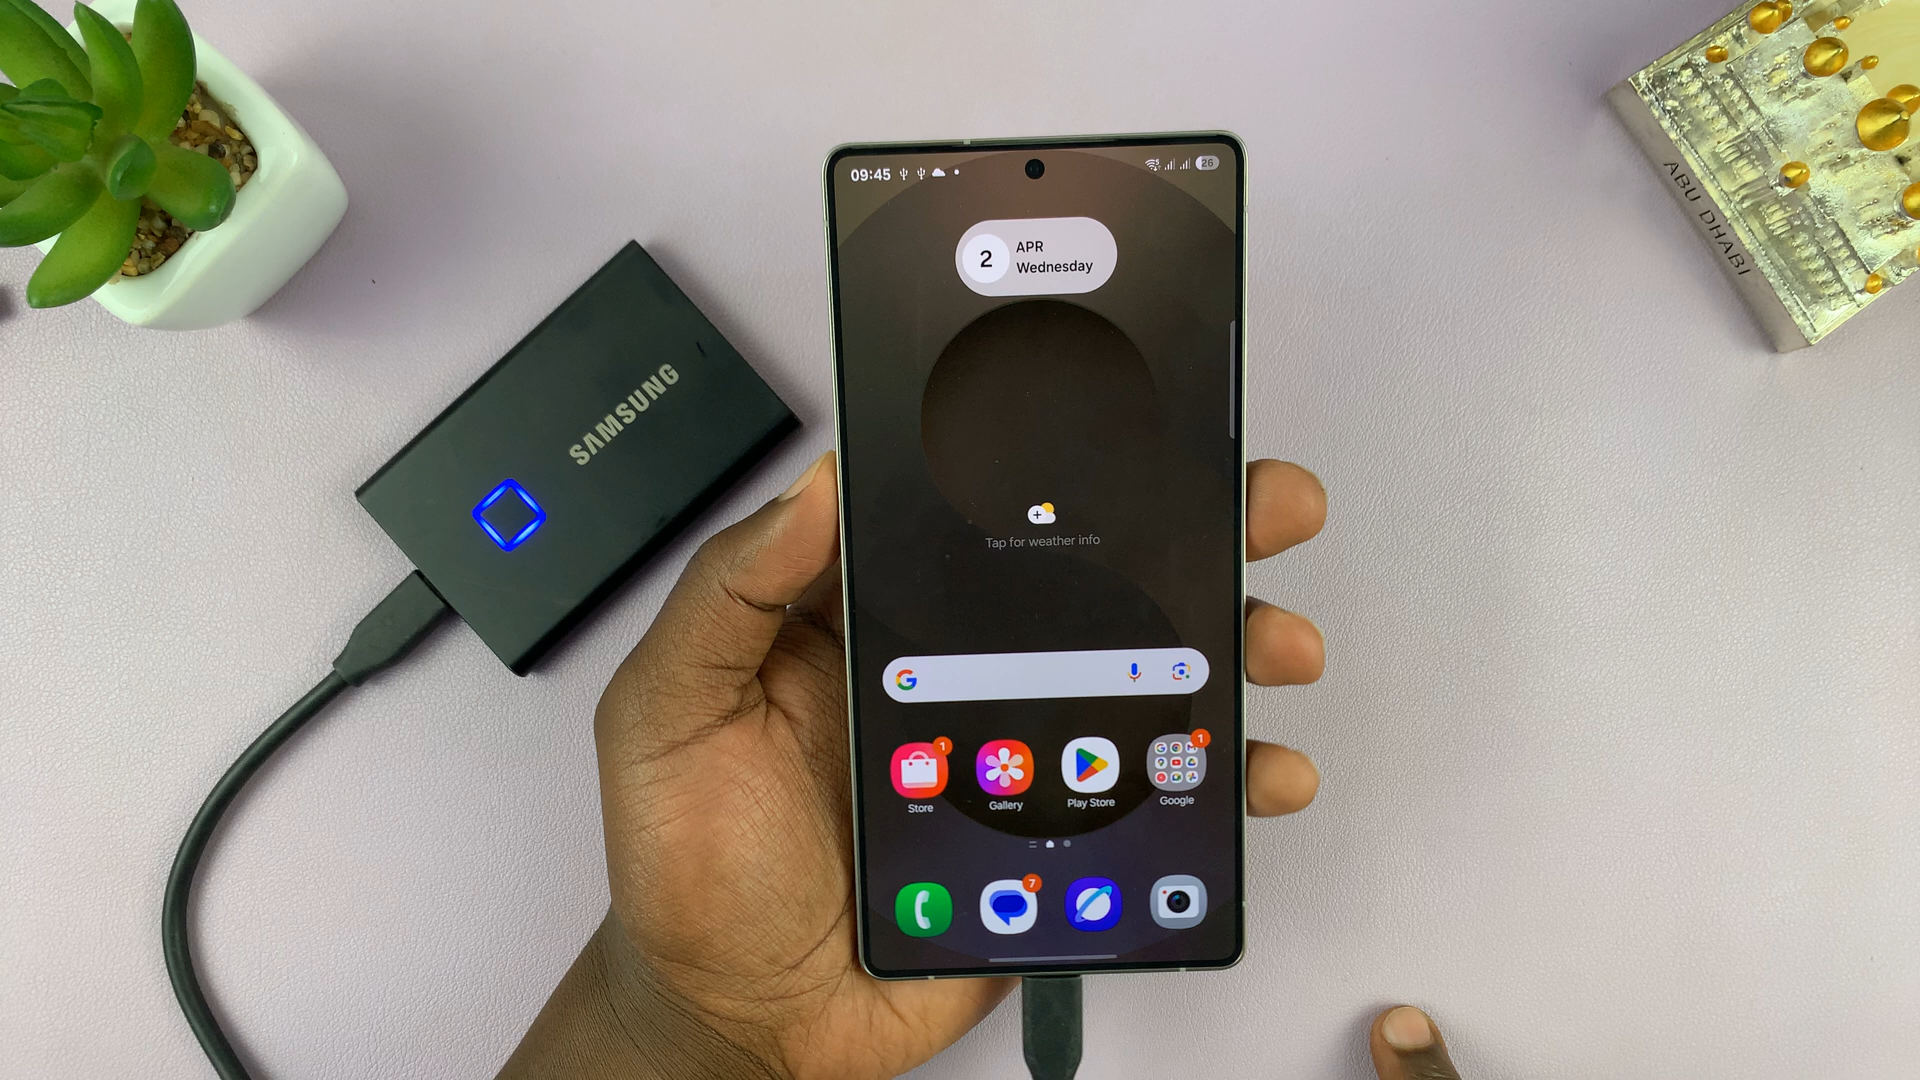 09:45
26
2
APR
Wednesday
Tap for weather info
G
1
1
Store
Gallery
Play Store
Google
7
SAMSUNG
ABU DHABI